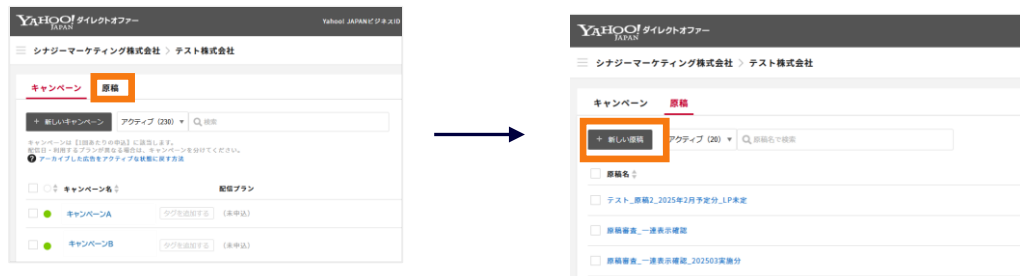 YAHOO! JAPAN ダイレクトオファー
Yahoo! JAPANビジネスID
シナジーマーケティング株式会社 > テスト株式会社
キャンペーン 原稿
+ 新しいキャンペーン アクティブ (230) ▼ 検索
キャンペーンは【1回あたりの申込】に該当します。
配信日・利用するプランが異なる場合は、キャンペーンを分けてください。
? アーカイブした広告をアクティブな状態に戻す方法
キャンペーン名 配信プラン
キャンペーンA タグを追加する (未申込)
キャンペーンB タグを追加する (未申込)
YAHOO! JAPAN ダイレクトオファー
シナジーマーケティング株式会社 > テスト株式会社
キャンペーン 原稿
+ 新しい原稿 アクティブ (26) ▼ 原稿名で検索
原稿名
テスト_原稿2_2025年2月予定分_LP未定
原稿審査_一連表示確認
原稿審査_一連表示確認_202503実施分